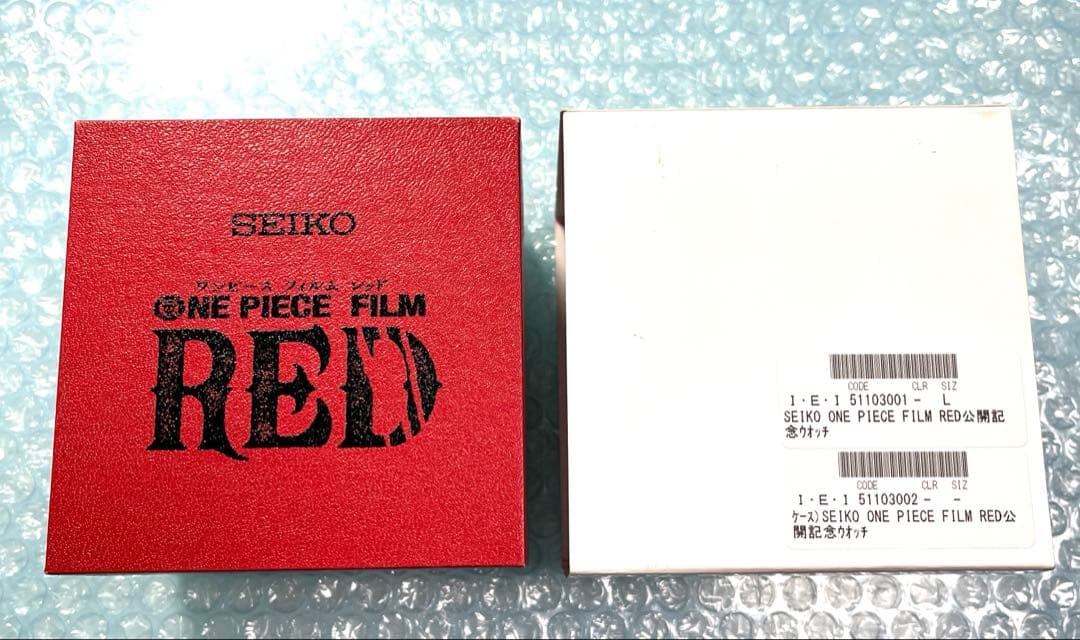 SEIKO
ワンピース フィルム レッド
ONE PIECE FILM
RED
CODE CLR SIZ
I・E・I 51103001 - L
SEIKO ONE PIECE FILM RED公開記
念ウオッチ
CODE CLR SIZ
I・E・I 51103002 - -
ケース)SEIKO ONE PIECE FILM RED公
開記念ウオッチ